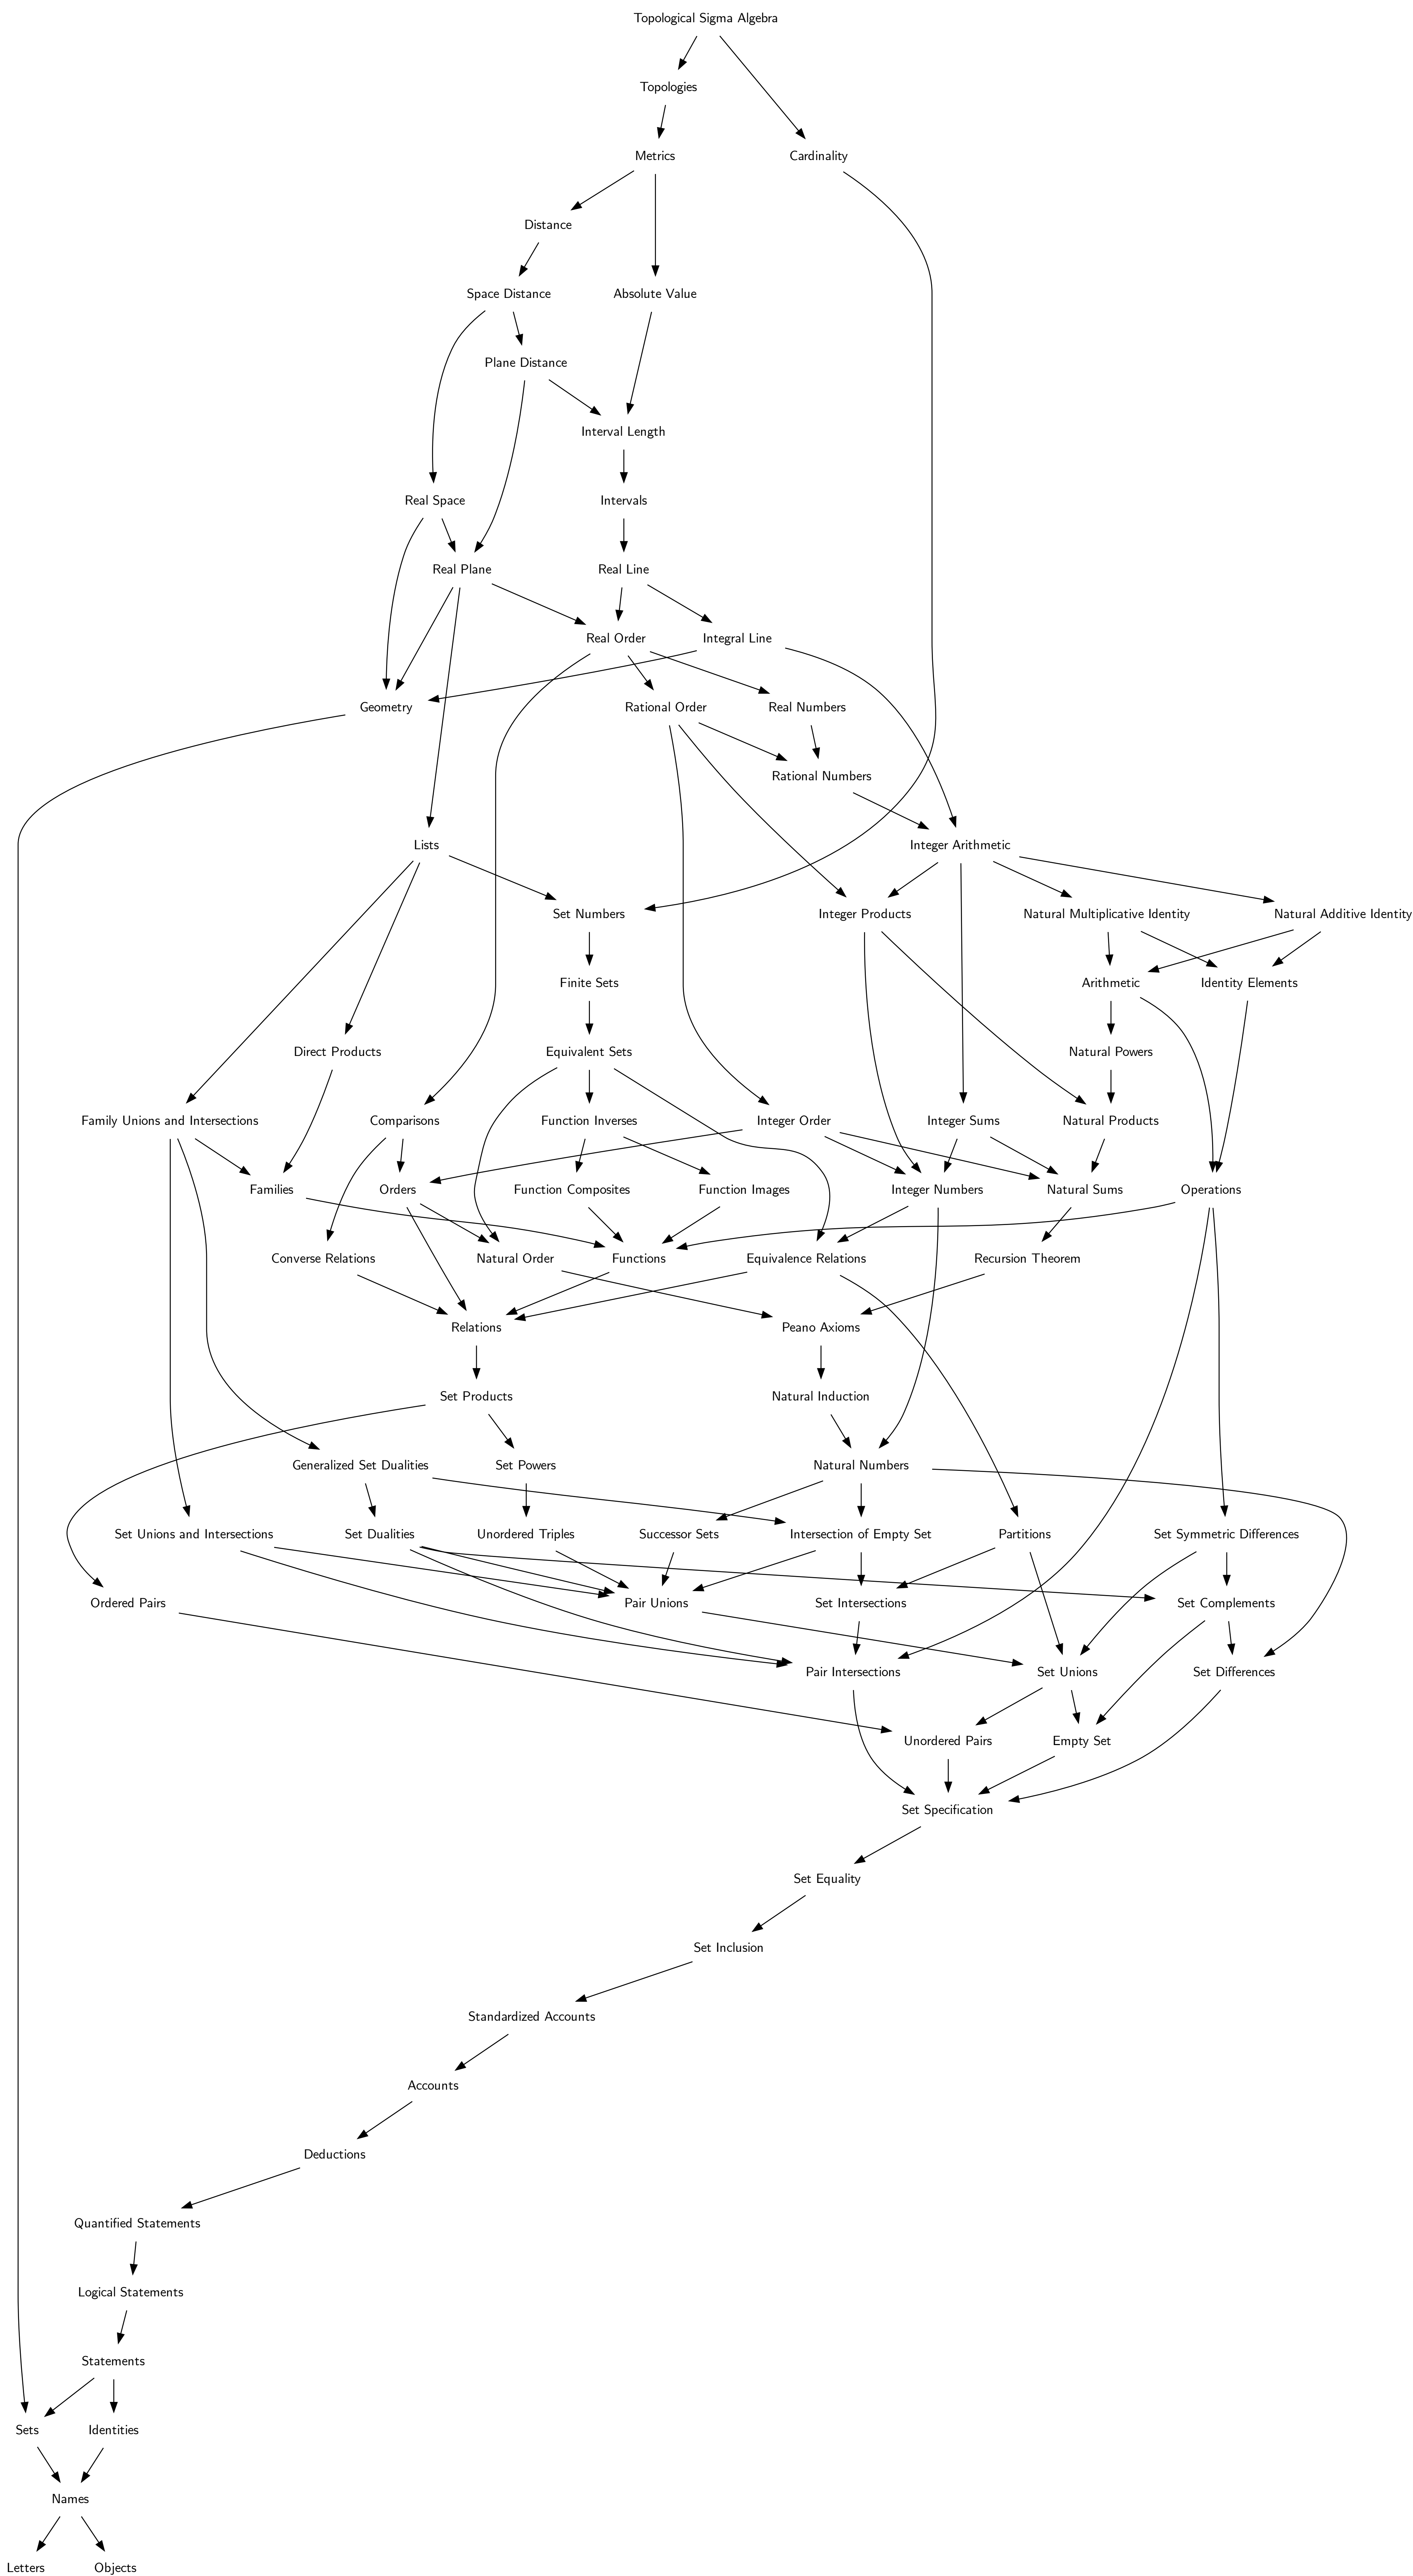 Topological Sigma Algebra
Topologies
Metrics
Cardinality
Distance
Space Distance
Absolute Value
Plane Distance
Interval Length
Real Space
Intervals
Real Plane
Real Line
Real Order
Integral Line
Geometry
Rational Order
Real Numbers
Rational Numbers
Lists
Integer Arithmetic
Set Numbers
Integer Products
Natural Multiplicative Identity
Natural Additive Identity
Finite Sets
Arithmetic
Identity Elements
Direct Products
Equivalent Sets
Natural Powers
Family Unions and Intersections
Comparisons
Function Inverses
Integer Order
Integer Sums
Natural Products
Families
Orders
Function Composites
Function Images
Integer Numbers
Natural Sums
Operations
Converse Relations
Natural Order
Functions
Equivalence Relations
Recursion Theorem
Relations
Peano Axioms
Set Products
Natural Induction
Generalized Set Dualities
Set Powers
Natural Numbers
Set Unions and Intersections
Set Dualities
Unordered Triples
Successor Sets
Intersection of Empty Set
Partitions
Set Symmetric Differences
Ordered Pairs
Pair Unions
Set Intersections
Set Complements
Pair Intersections
Set Unions
Set Differences
Unordered Pairs
Empty Set
Set Specification
Set Equality
Set Inclusion
Standardized Accounts
Accounts
Deductions
Quantified Statements
Logical Statements
Statements
Sets
Identities
Names
Letters
Objects